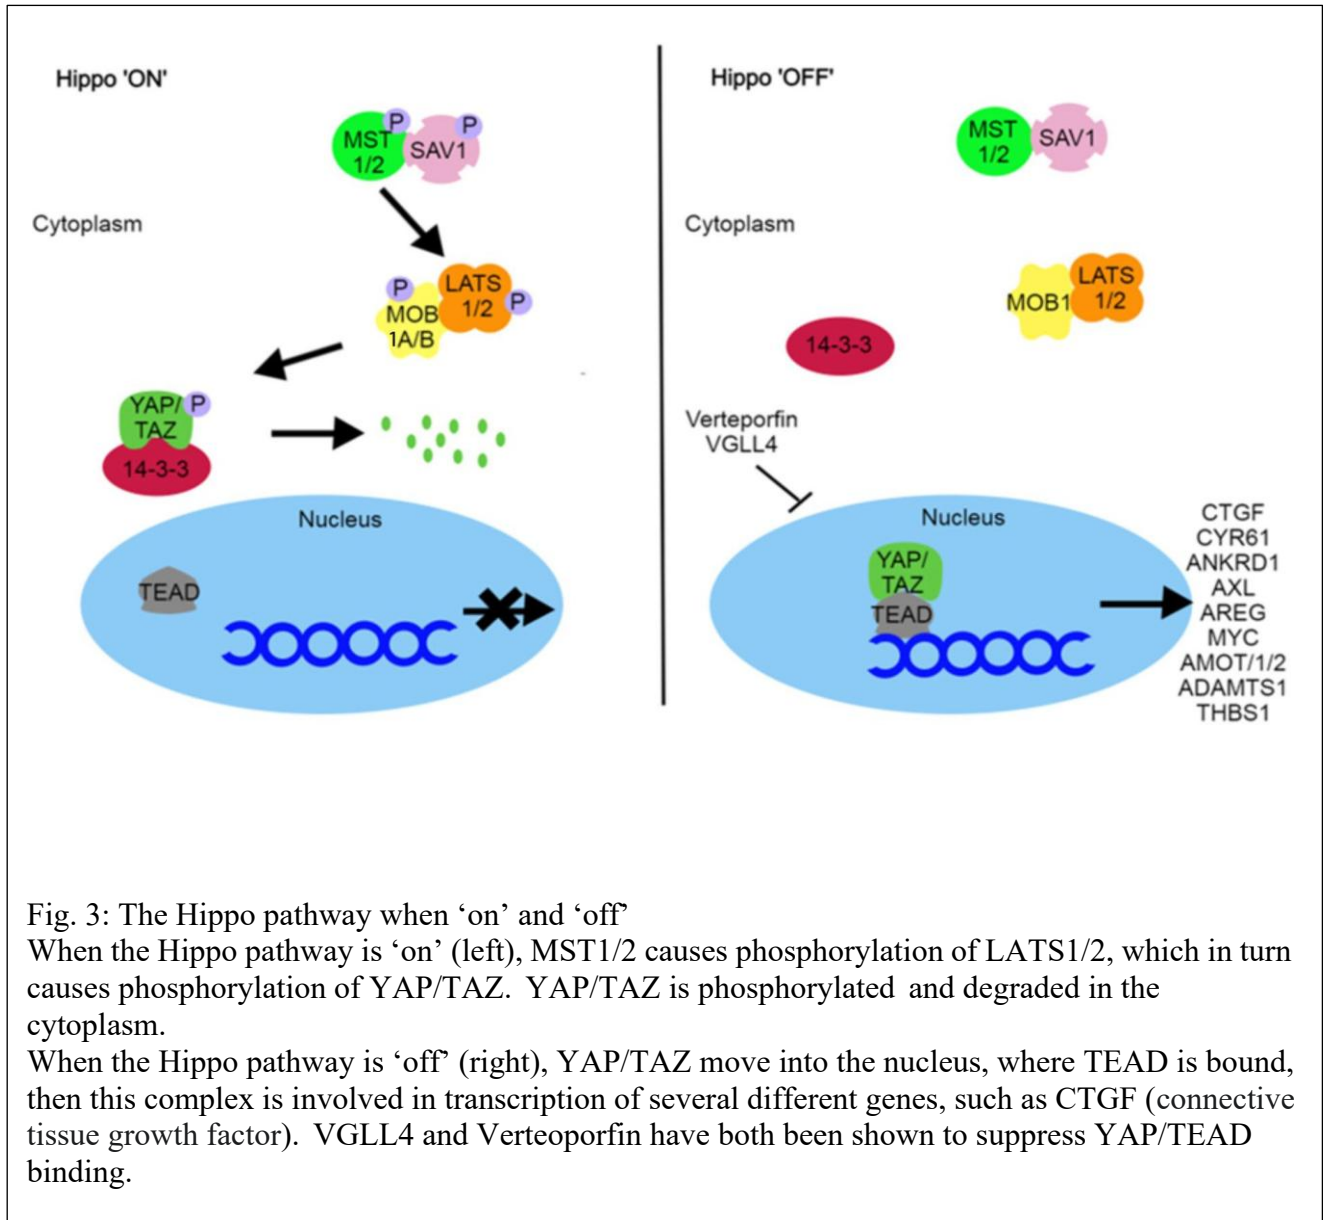 Hippo 'ON'
P
MST
1/2
P
SAV1
Cytoplasm
P
LATS
1/2
P
MOB
1A/B
YAP/
TAZ
P
14-3-3
Nucleus
TEAD
Hippo 'OFF'
MST
1/2
SAV1
Cytoplasm
MOB1
LATS
1/2
14-3-3
Verteporfin
VGLL4
Nucleus
YAP/
TAZ
TEAD
CTGF
CYR61
ANKRD1
AXL
AREG
MYC
AMOT/1/2
ADAMTS1
THBS1
Fig. 3: The Hippo pathway when ‘on’ and ‘off’
When the Hippo pathway is ‘on’ (left), MST1/2 causes phosphorylation of LATS1/2, which in turn
causes phosphorylation of YAP/TAZ. YAP/TAZ is phosphorylated and degraded in the
cytoplasm.
When the Hippo pathway is ‘off’ (right), YAP/TAZ move into the nucleus, where TEAD is bound,
then this complex is involved in transcription of several different genes, such as CTGF (connective
tissue growth factor). VGLL4 and Verteoporfin have both been shown to suppress YAP/TEAD
binding.